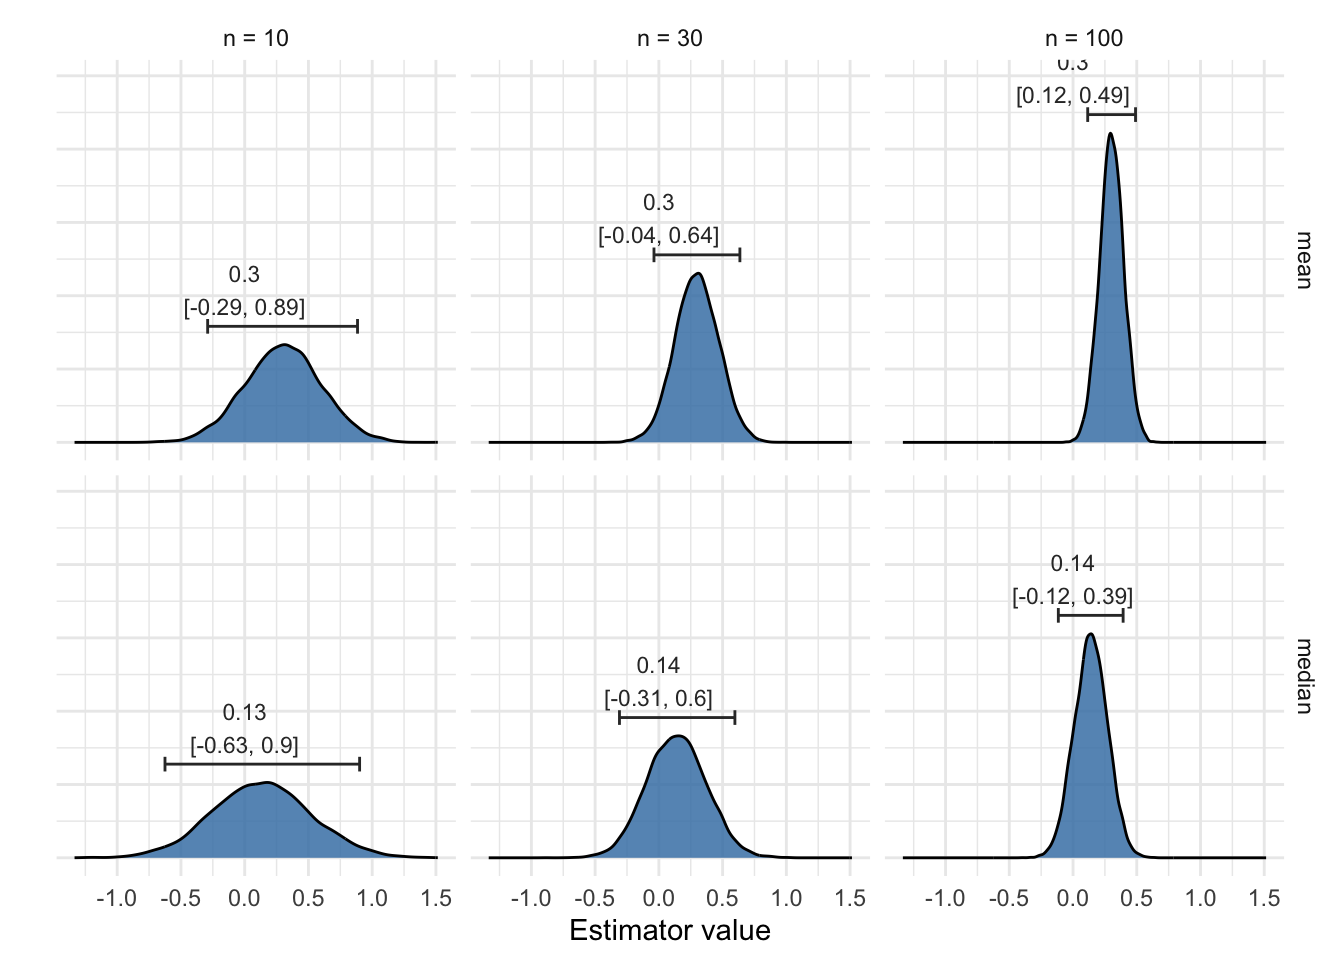 n = 10
n = 30
n = 100
0.3
[-0.29, 0.89]
0.3
[-0.04, 0.64]
0.3
[0.12, 0.49]
mean
0.13
[-0.63, 0.9]
0.14
[-0.31, 0.6]
0.14
[-0.12, 0.39]
median
-1.0 -0.5 0.0 0.5 1.0 1.5
-1.0 -0.5 0.0 0.5 1.0 1.5
-1.0 -0.5 0.0 0.5 1.0 1.5
Estimator value